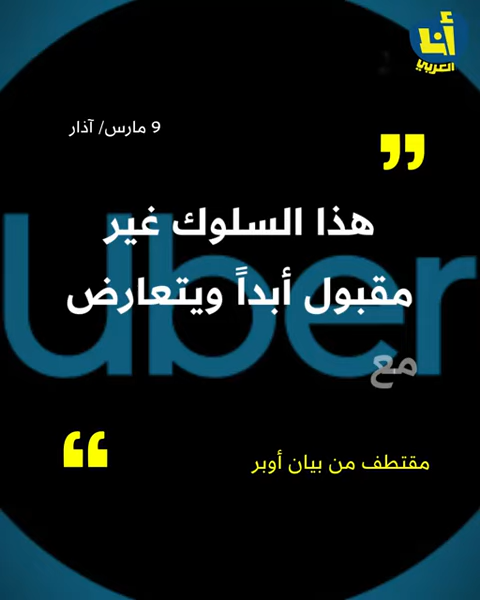 أنا
العربي
9 مارس/ آذار
هذا السلوك غير
مقبول أبداً ويتعارض
مع
Uber
مقتطف من بيان أوبر